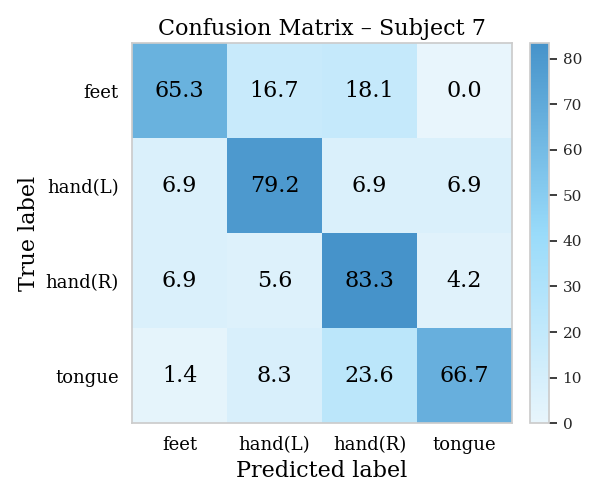 Confusion Matrix – Subject 7
True label
feet 65.3 16.7 18.1 0.0
hand(L) 6.9 79.2 6.9 6.9
hand(R) 6.9 5.6 83.3 4.2
tongue 1.4 8.3 23.6 66.7
feet hand(L) hand(R) tongue
Predicted label
80
70
60
50
40
30
20
10
0